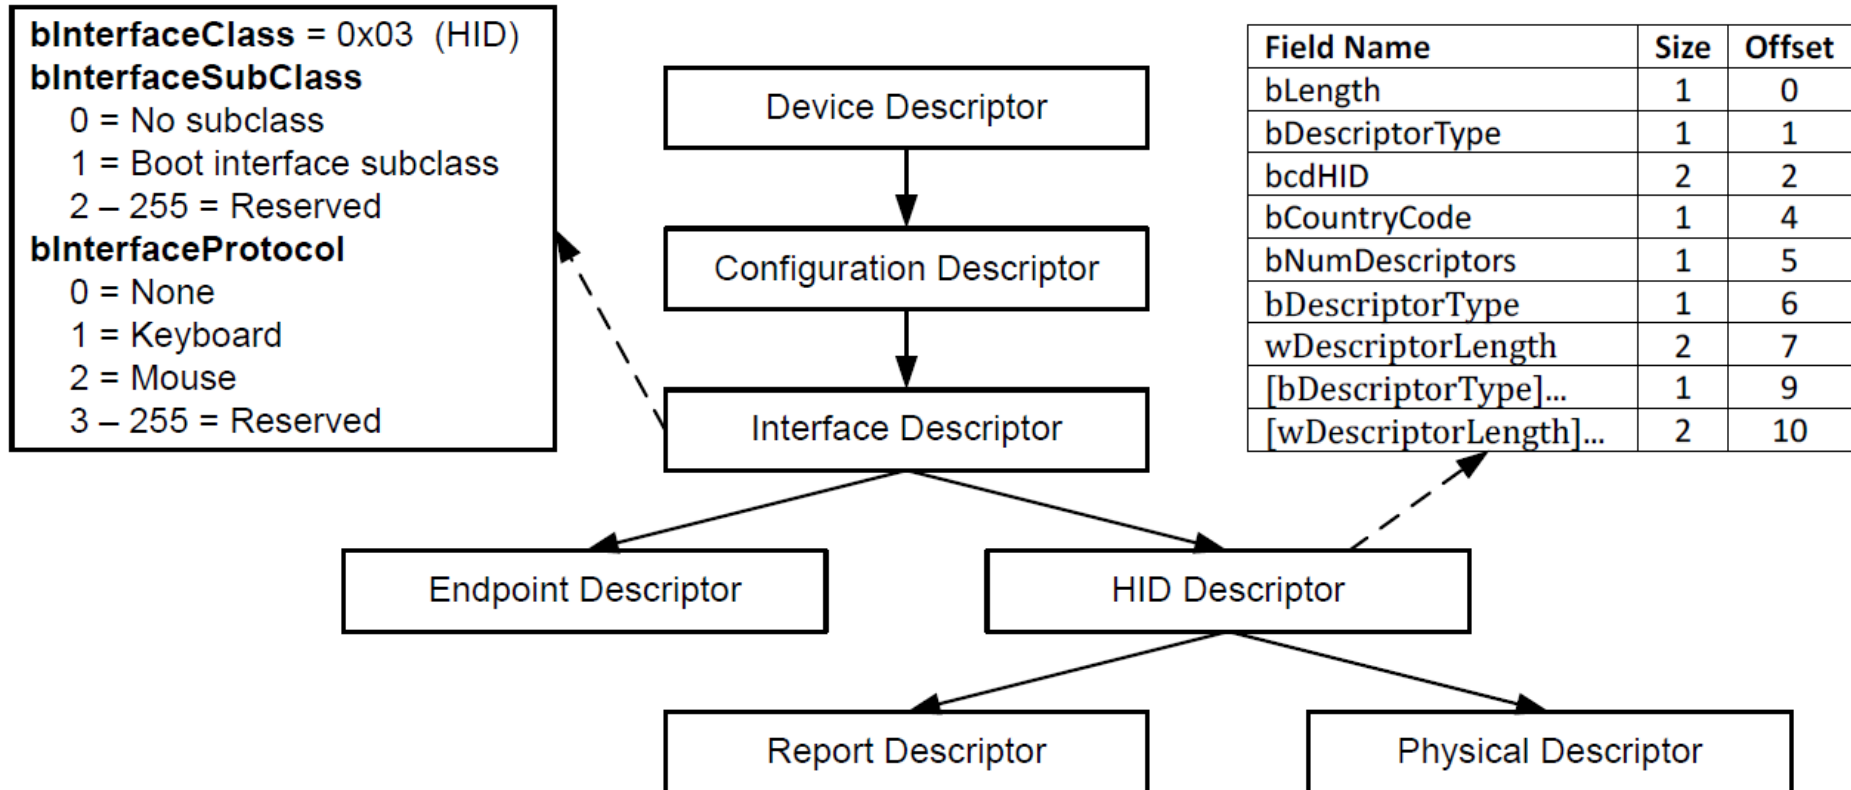 bInterfaceClass = 0x03 (HID)
bInterfaceSubClass
0 = No subclass
1 = Boot interface subclass
2 – 255 = Reserved
bInterfaceProtocol
0 = None
1 = Keyboard
2 = Mouse
3 – 255 = Reserved
Device Descriptor
Configuration Descriptor
Interface Descriptor
Endpoint Descriptor
HID Descriptor
Report Descriptor
Physical Descriptor
Field Name Size Offset
bLength 1 0
bDescriptorType 1 1
bcdHID 2 2
bCountryCode 1 4
bNumDescriptors 1 5
bDescriptorType 1 6
wDescriptorLength 2 7
[bDescriptorType]... 1 9
[wDescriptorLength]... 2 10